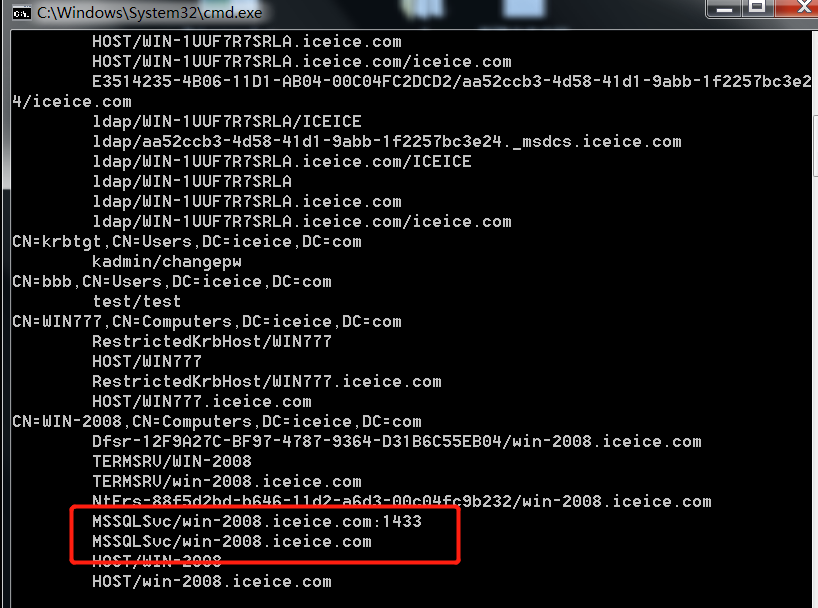 C:\Windows\System32\cmd.exe
HOST/WIN-1UUF7R7SRLA.iceice.com
HOST/WIN-1UUF7R7SRLA.iceice.com/iceice.com
E3514235-4B06-11D1-AB04-00C04FC2DCD2/aa52ccb3-4d58-41d1-9abb-1f2257bc3e2
4/iceice.com
ldap/WIN-1UUF7R7SRLA/ICEICE
ldap/aa52ccb3-4d58-41d1-9abb-1f2257bc3e24._msdcs.iceice.com
ldap/WIN-1UUF7R7SRLA.iceice.com/ICEICE
ldap/WIN-1UUF7R7SRLA
ldap/WIN-1UUF7R7SRLA.iceice.com
ldap/WIN-1UUF7R7SRLA.iceice.com/iceice.com
CN=krbtgt,CN=Users,DC=iceice,DC=com
kadmin/changepw
CN=bbb,CN=Users,DC=iceice,DC=com
test/test
CN=WIN777,CN=Computers,DC=iceice,DC=com
RestrictedKrbHost/WIN777
HOST/WIN777
RestrictedKrbHost/WIN777.iceice.com
HOST/WIN777.iceice.com
CN=WIN-2008,CN=Computers,DC=iceice,DC=com
Dfsr-12F9A27C-BF97-4787-9364-D31B6C55EB04/win-2008.iceice.com
TERMSRV/WIN-2008
TERMSRV/win-2008.iceice.com
NtFrs-88f5d2bd-b646-11d2-a6d3-00c04fc9b232/win-2008.iceice.com
MSSQLSvc/win-2008.iceice.com:1433
MSSQLSvc/win-2008.iceice.com
HOST/WIN-2008
HOST/win-2008.iceice.com